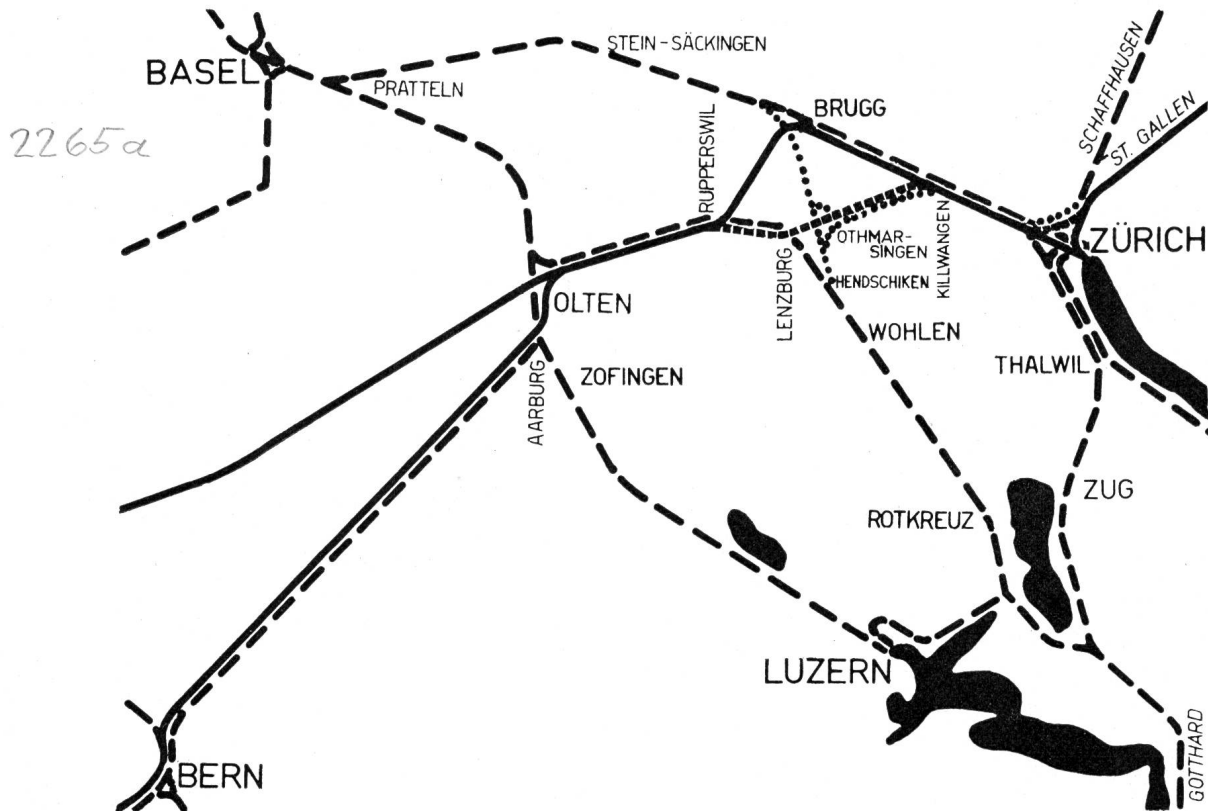 STEIN-SÄCKINGEN
BASEL
PRATTELN
BRUGG
SCHAFFHAUSEN
ST. GALLEN
2265a
RUPPERSWIL
OTHMAR-
SINGEN
KILLWANGEN
ZÜRICH
HENDSCHIKEN
LENZBURG
OLTEN
WOHLEN
THALWIL
AARBURG
ZOFINGEN
ZUG
ROTKREUZ
LUZERN
GOTTHARD
BERN